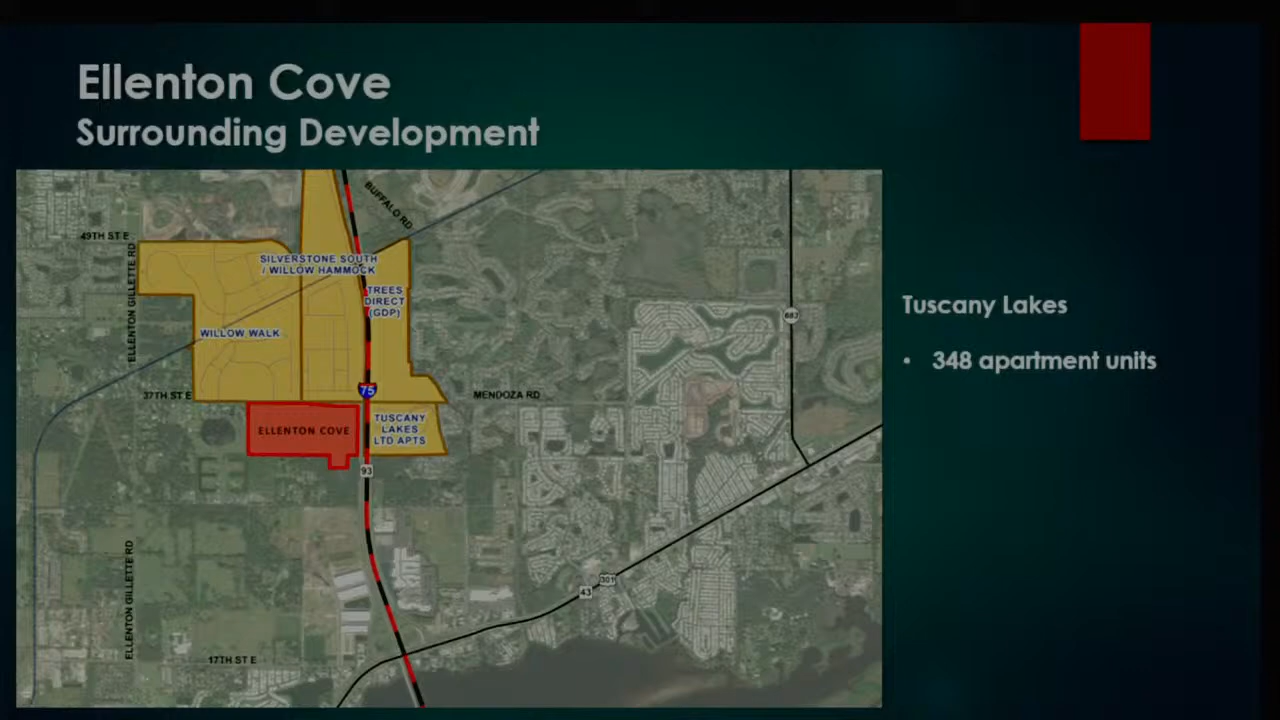 Ellenton Cove
Surrounding Development
BUFFALO RD
49TH ST E
ELLENTON GILLETTE RD
SILVERSTONE SOUTH
/ WILLOW HAMMOCK
TREES
DIRECT
(GDP)
WILLOW WALK
683
Tuscany Lakes
• 348 apartment units
37TH ST E
75
MENDOZA RD
ELLENTON COVE
TUSCANY
LAKES
LTD APTS
93
ELLENTON GILLETTE RD
43
301
17TH ST E